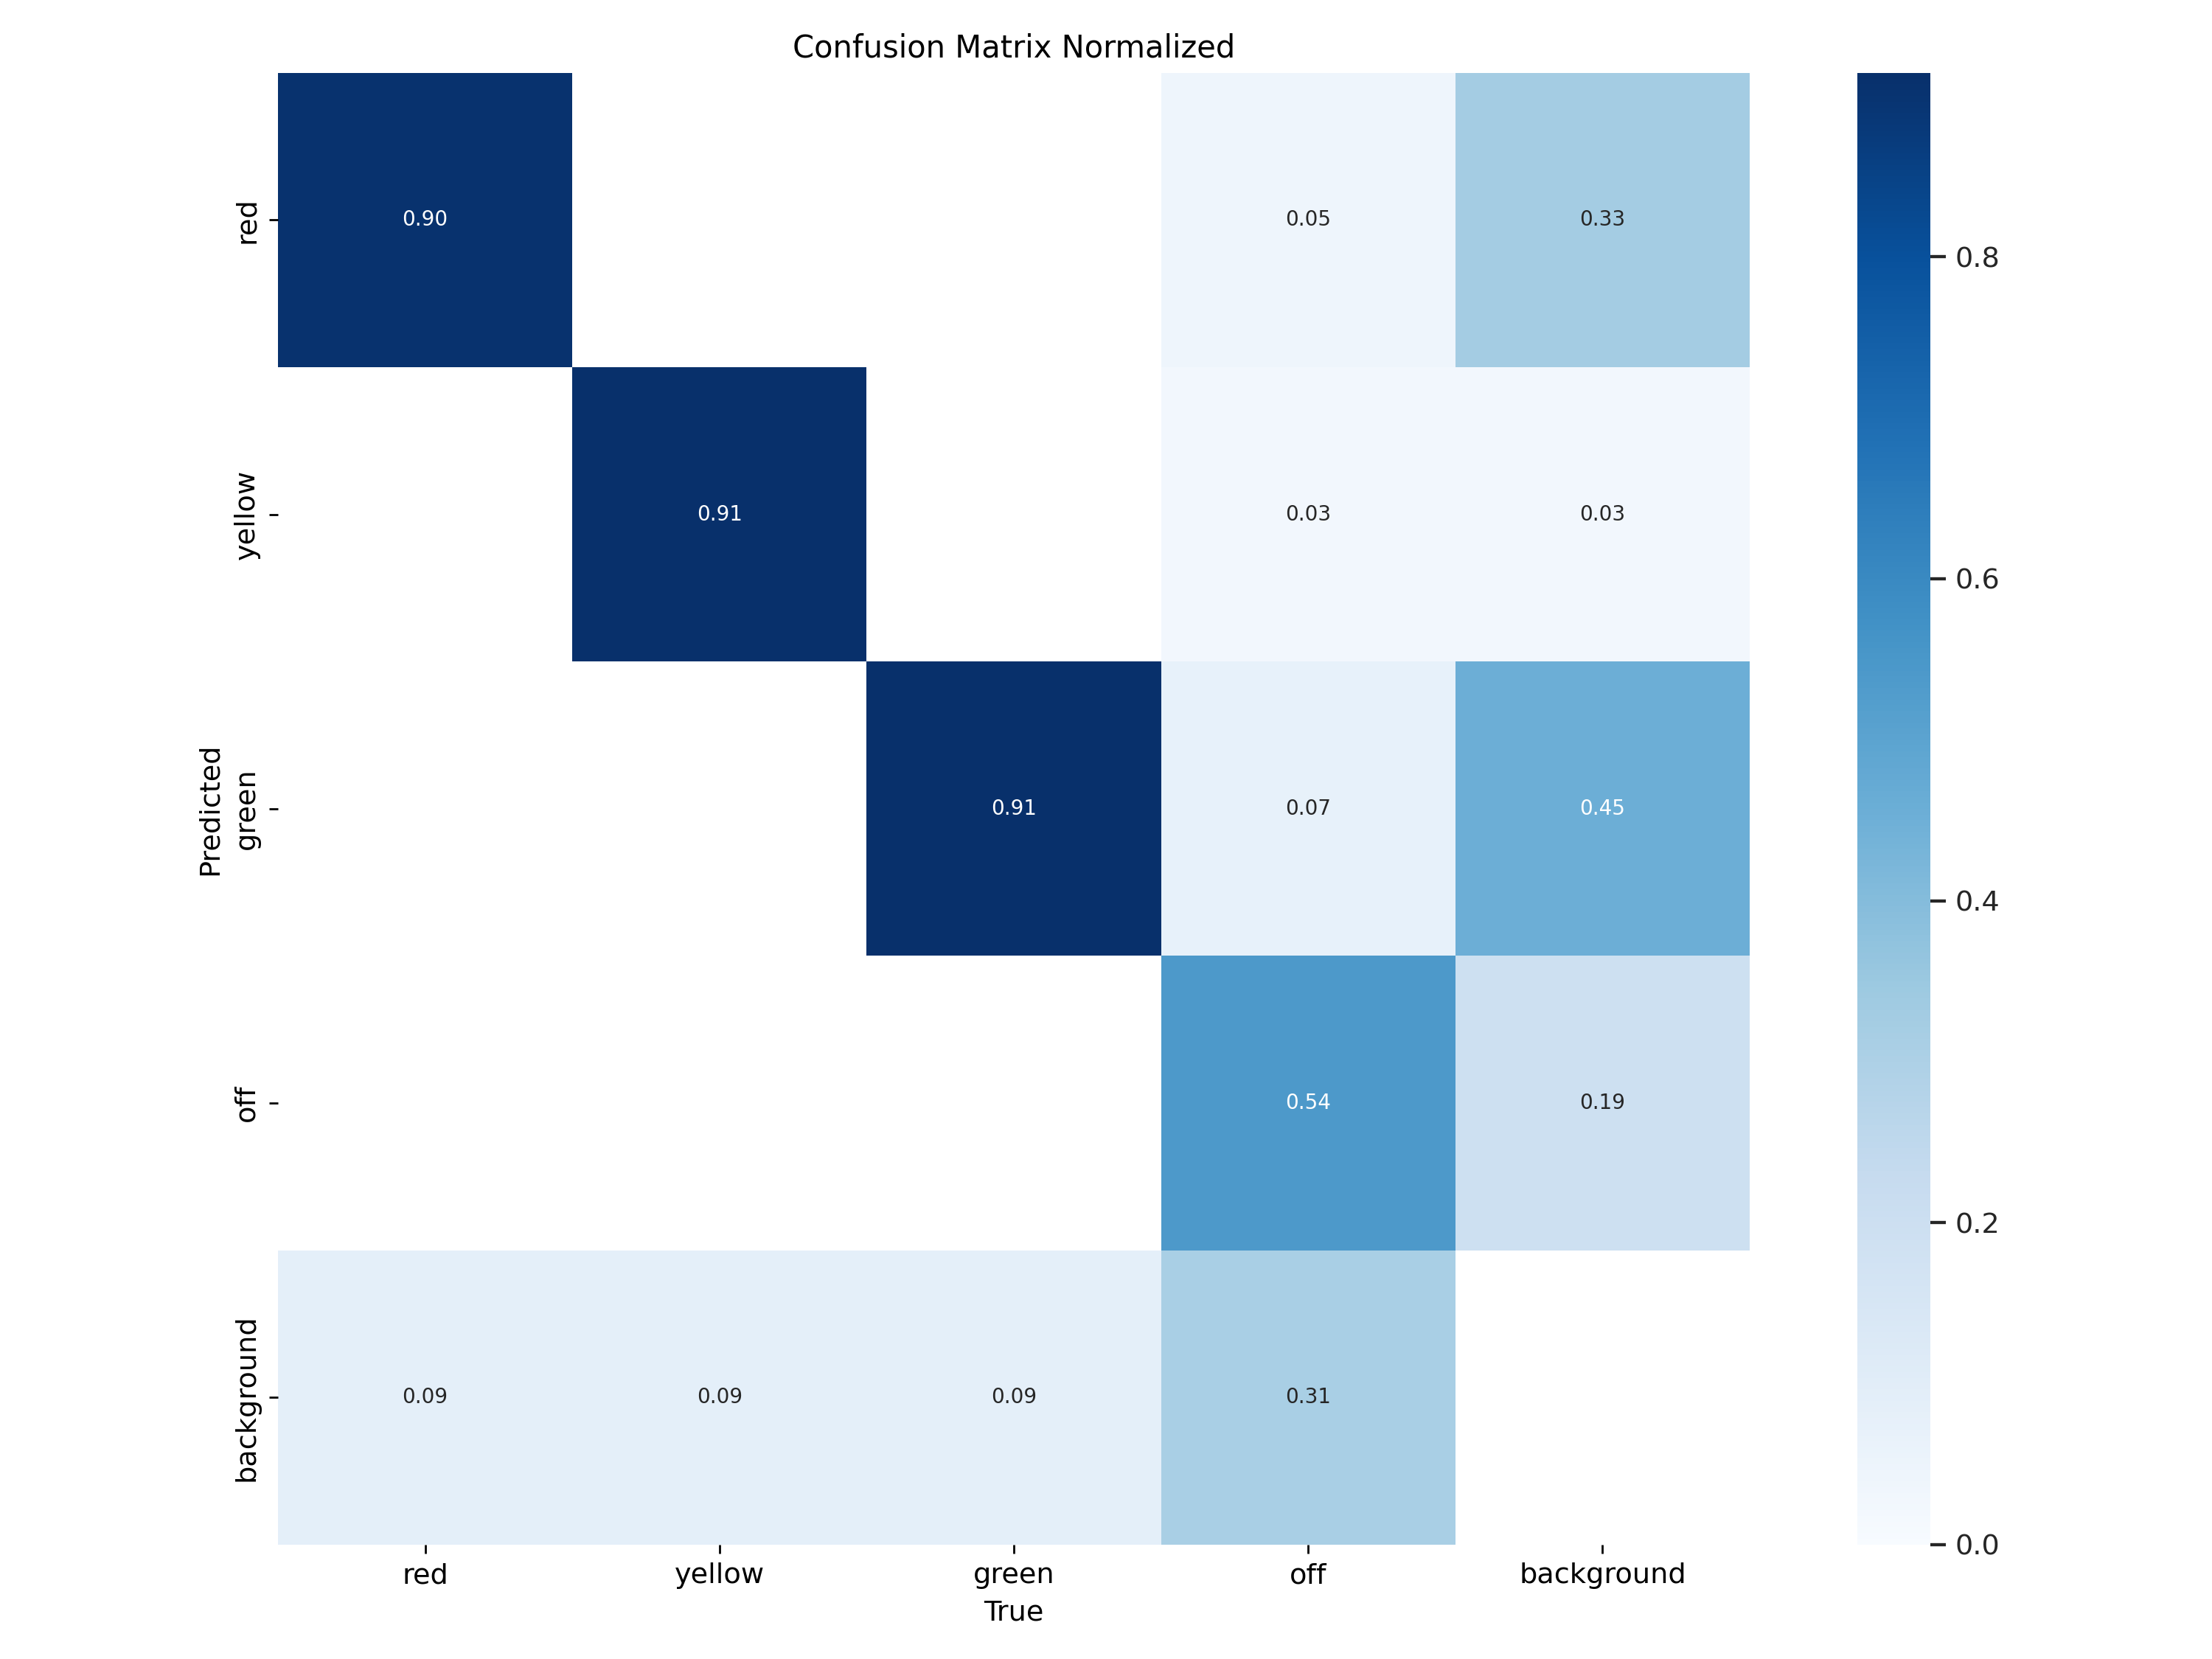 Confusion Matrix Normalized
red
0.90
0.05
0.33
0.8
yellow
0.91
0.03
0.03
0.6
Predicted
green
0.91
0.07
0.45
0.4
off
0.54
0.19
0.2
background
0.09
0.09
0.09
0.31
0.0
red yellow green off background
True